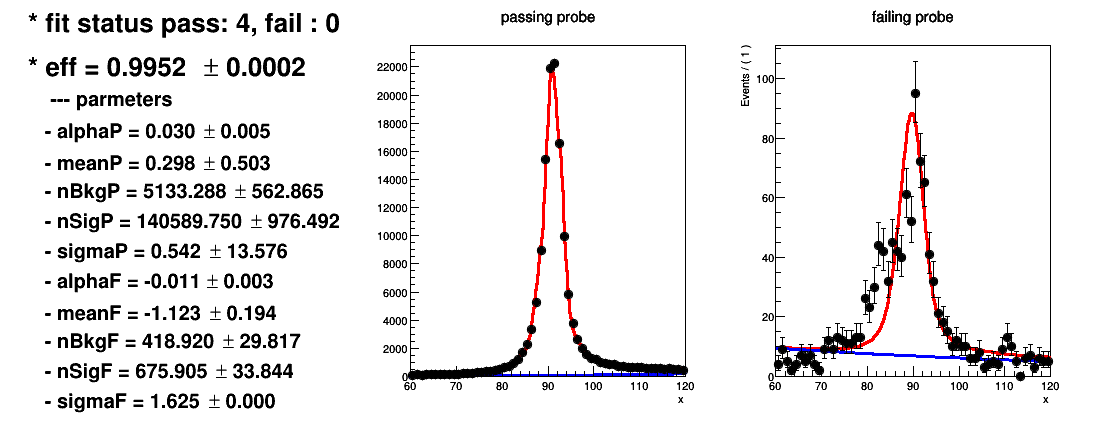 * fit status pass: 4, fail : 0
* eff = 0.9952 ± 0.0002
--- parmeters
- alphaP = 0.030 ± 0.005
- meanP = 0.298 ± 0.503
- nBkgP = 5133.288 ± 562.865
- nSigP = 140589.750 ± 976.492
- sigmaP = 0.542 ± 13.576
- alphaF = -0.011 ± 0.003
- meanF = -1.123 ± 0.194
- nBkgF = 418.920 ± 29.817
- nSigF = 675.905 ± 33.844
- sigmaF = 1.625 ± 0.000
passing probe
22000
20000
18000
16000
14000
12000
10000
8000
6000
4000
2000
0
60 70 80 90 100 110 120
x
failing probe
Events / ( 1 )
100
80
60
40
20
0
60 70 80 90 100 110 120
x